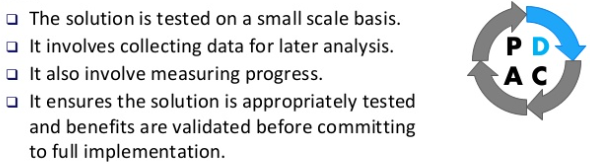 ❑ The solution is tested on a small scale basis.
❑ It involves collecting data for later analysis.
❑ It also involve measuring progress.
❑ It ensures the solution is appropriately tested
and benefits are validated before committing
to full implementation.
P D
A C